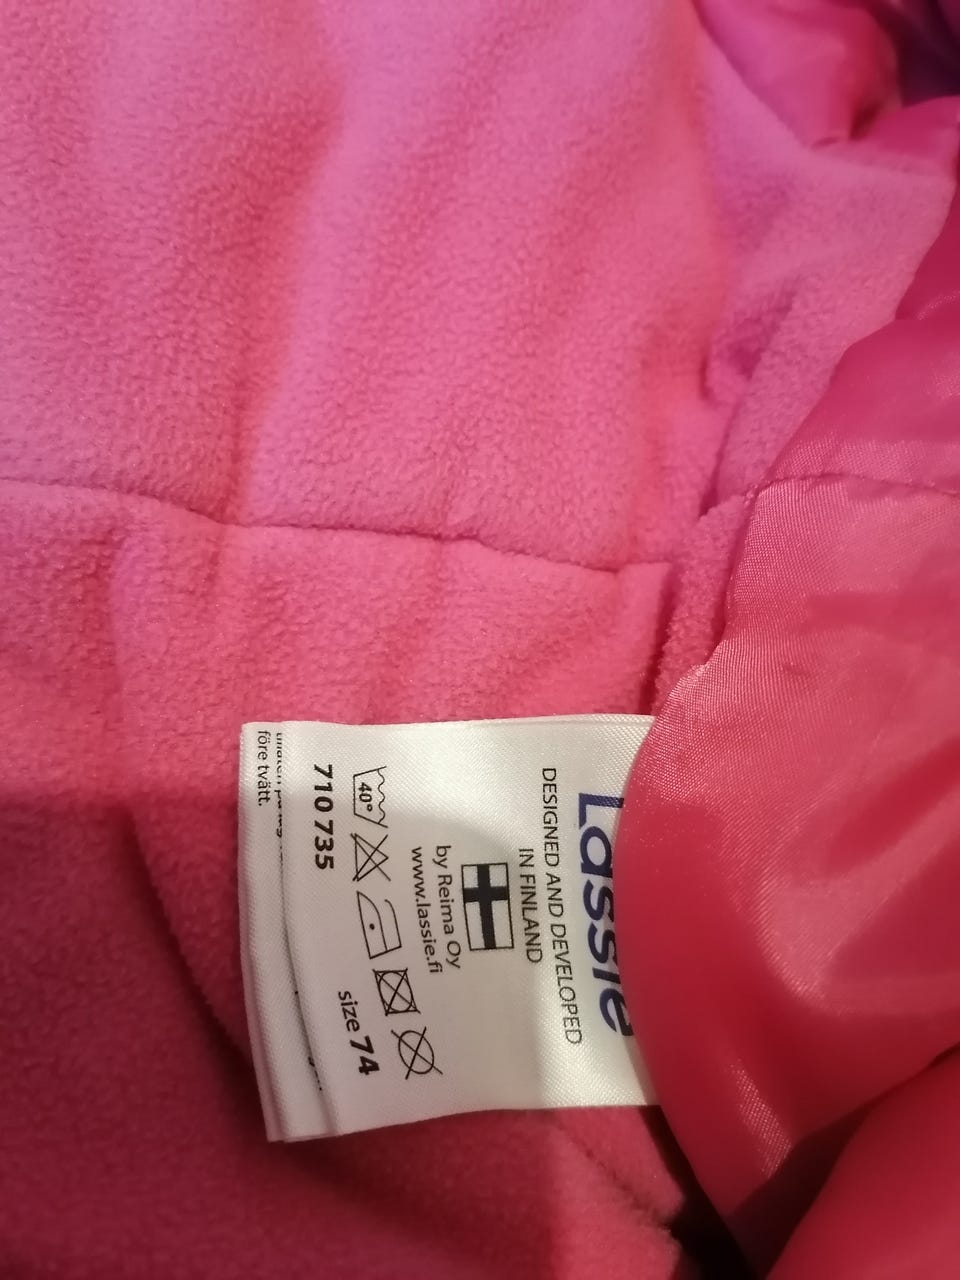 Lassie
DESIGNED AND DEVELOPED
IN FINLAND
by Reima Oy
www.lassie.fi
40°
710 735 size 74
före tvätt.